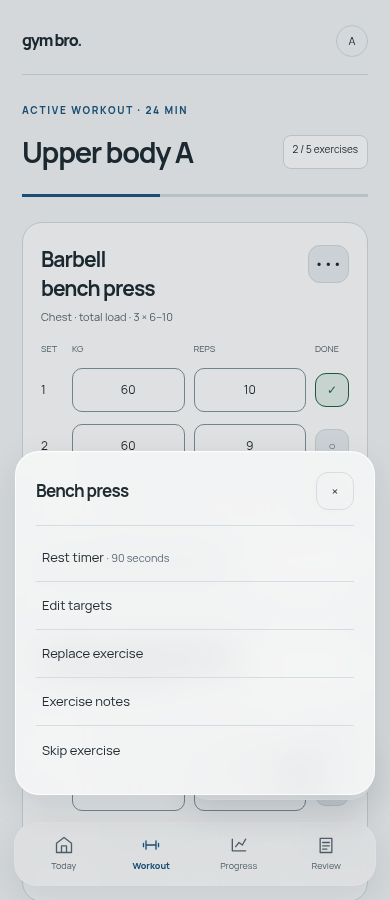 gym bro.
A
ACTIVE WORKOUT · 24 MIN
Upper body A
2 / 5 exercises
Barbell
bench press
•••
Chest · total load · 3 × 6–10
SET KG REPS DONE
1 60 10 ✓
2 60 9 ○
Bench press
×
Rest timer · 90 seconds
Edit targets
Replace exercise
Exercise notes
Skip exercise
Today Workout Progress Review